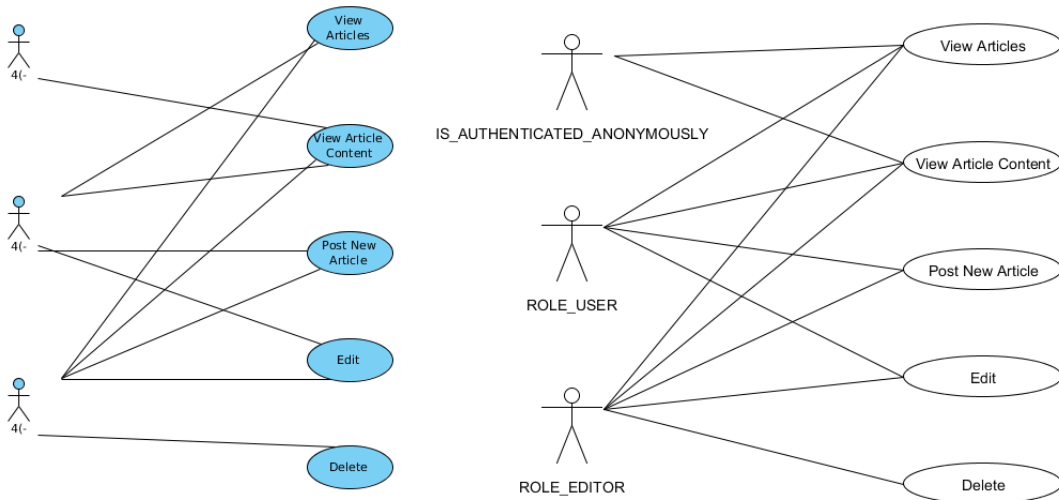 View
Articles
4(-
View Article
Content
4(-
Post New
Article
Edit
4(-
Delete
View Articles
IS_AUTHENTICATED_ANONYMOUSLY
View Article Content
ROLE_USER
Post New Article
Edit
ROLE_EDITOR
Delete